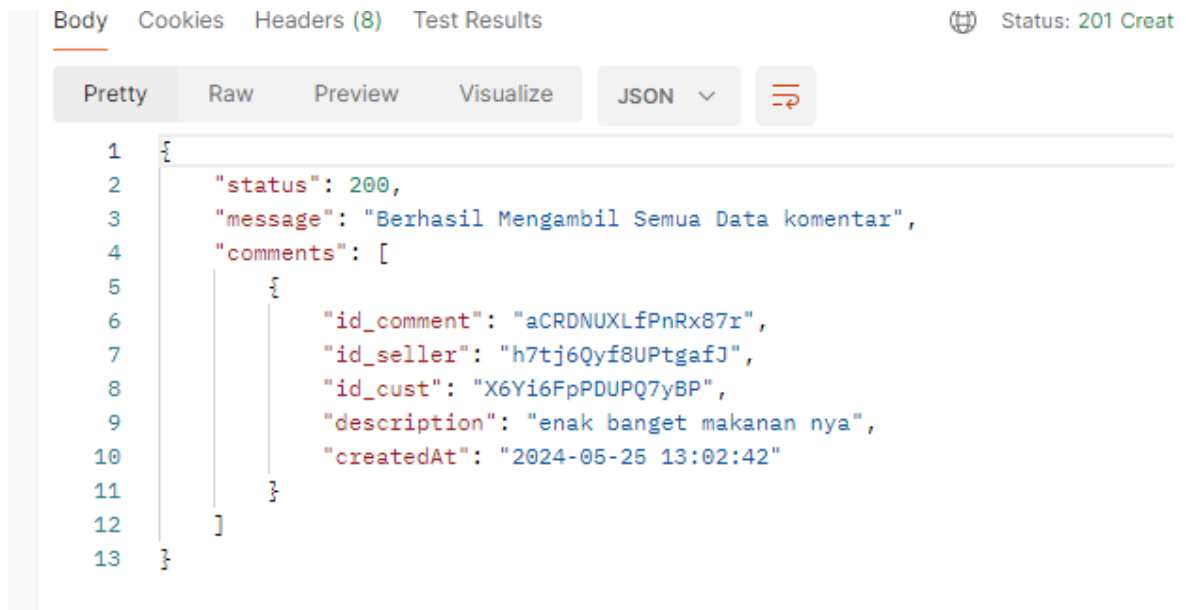 Body Cookies Headers (8) Test Results Status: 201 Creat
Pretty Raw Preview Visualize JSON
1 {
2 "status": 200,
3 "message": "Berhasil Mengambil Semua Data komentar",
4 "comments": [
5 {
6 "id_comment": "aCRDNUXLfPnRx87r",
7 "id_seller": "h7tj6Qyf8UPtgafJ",
8 "id_cust": "X6Yi6FpPDUPQ7yBP",
9 "description": "enak banget makanan nya",
10 "createdAt": "2024-05-25 13:02:42"
11 }
12 ]
13 }